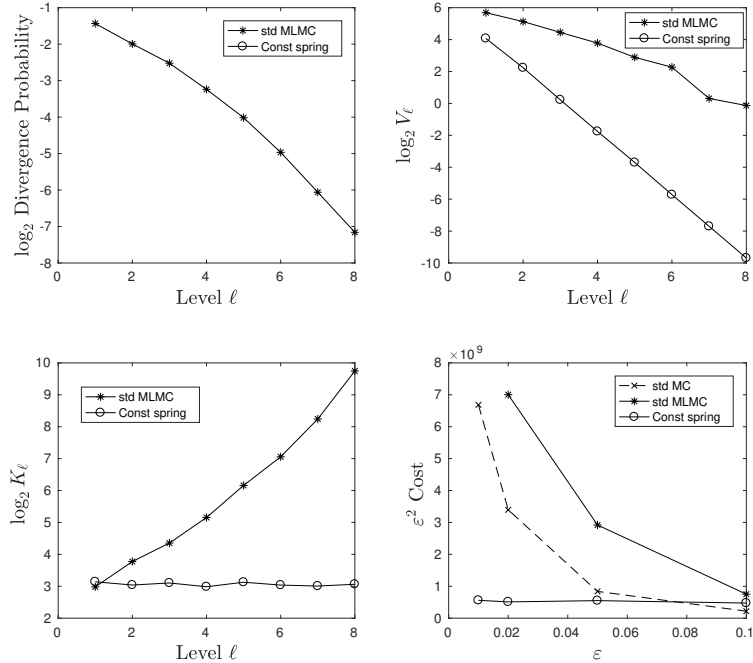 -1
-2
-3
-4
-5
-6
-7
-8
0 2 4 6 8
Level ℓ
log₂ Divergence Probability
std MLMC
Const spring
6
4
2
0
-2
-4
-6
-8
-10
0 2 4 6 8
Level ℓ
log₂ V_ℓ
std MLMC
Const spring
10
9
8
7
6
5
4
3
2
0 2 4 6 8
Level ℓ
log₂ K_ℓ
std MLMC
Const spring
×10⁹
8
7
6
5
4
3
2
1
0
0 0.02 0.04 0.06 0.08 0.1
ε
ε² Cost
std MC
std MLMC
Const spring